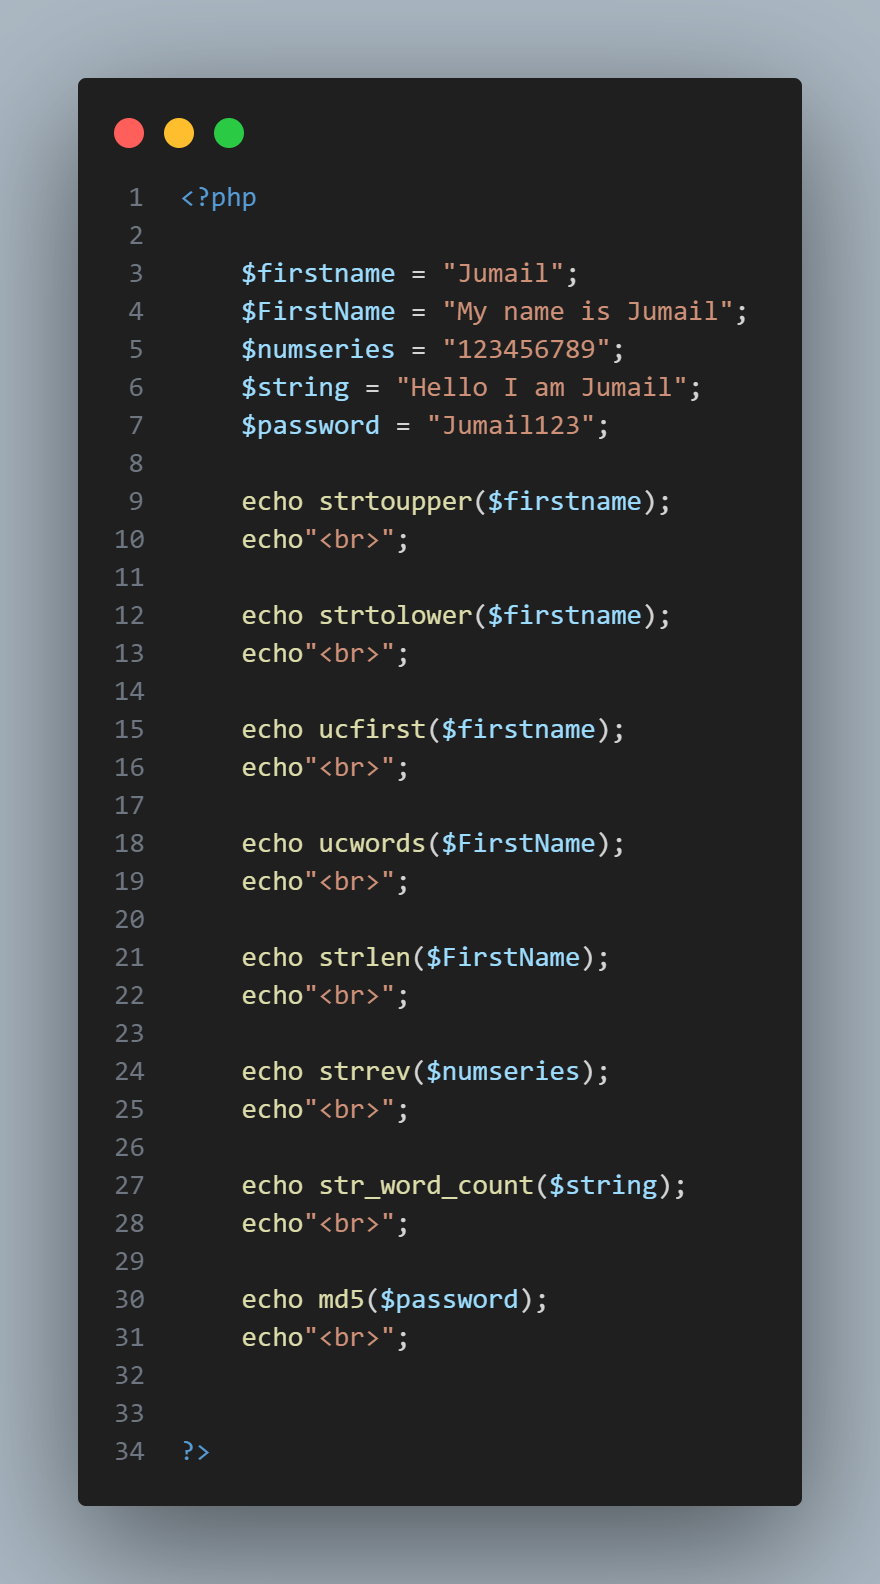 1 <?php
2
3     $firstname = "Jumail";
4     $FirstName = "My name is Jumail";
5     $numseries = "123456789";
6     $string = "Hello I am Jumail";
7     $password = "Jumail123";
8
9     echo strtoupper($firstname);
10     echo"<br>";
11
12     echo strtolower($firstname);
13     echo"<br>";
14
15     echo ucfirst($firstname);
16     echo"<br>";
17
18     echo ucwords($FirstName);
19     echo"<br>";
20
21     echo strlen($FirstName);
22     echo"<br>";
23
24     echo strrev($numseries);
25     echo"<br>";
26
27     echo str_word_count($string);
28     echo"<br>";
29
30     echo md5($password);
31     echo"<br>";
32
33
34 ?>